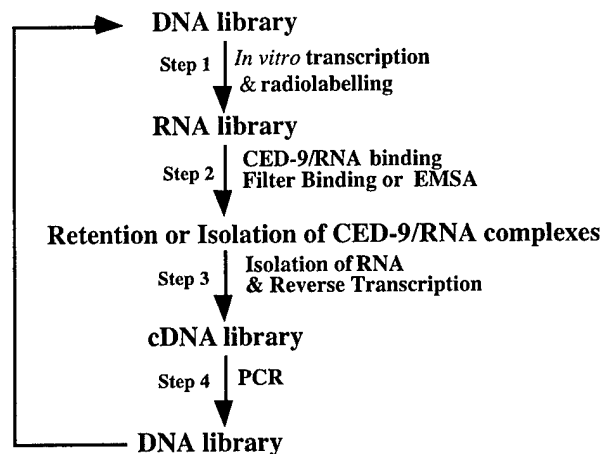 DNA library
Step 1
In vitro transcription
& radiolabelling
RNA library
Step 2
CED-9/RNA binding
Filter Binding or EMSA
Retention or Isolation of CED-9/RNA complexes
Step 3
Isolation of RNA
& Reverse Transcription
cDNA library
Step 4
PCR
DNA library